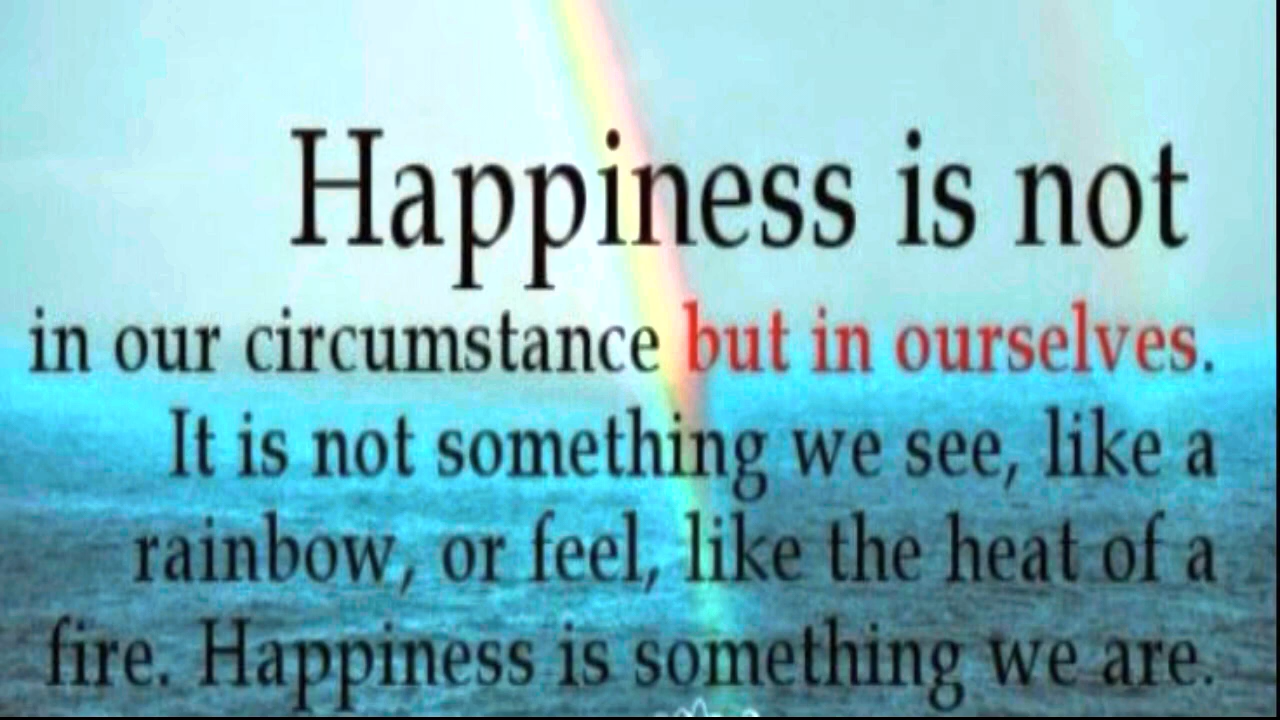 Happiness is not
in our circumstance but in ourselves.
It is not something we see, like a
rainbow, or feel, like the heat of a
fire. Happiness is something we are.